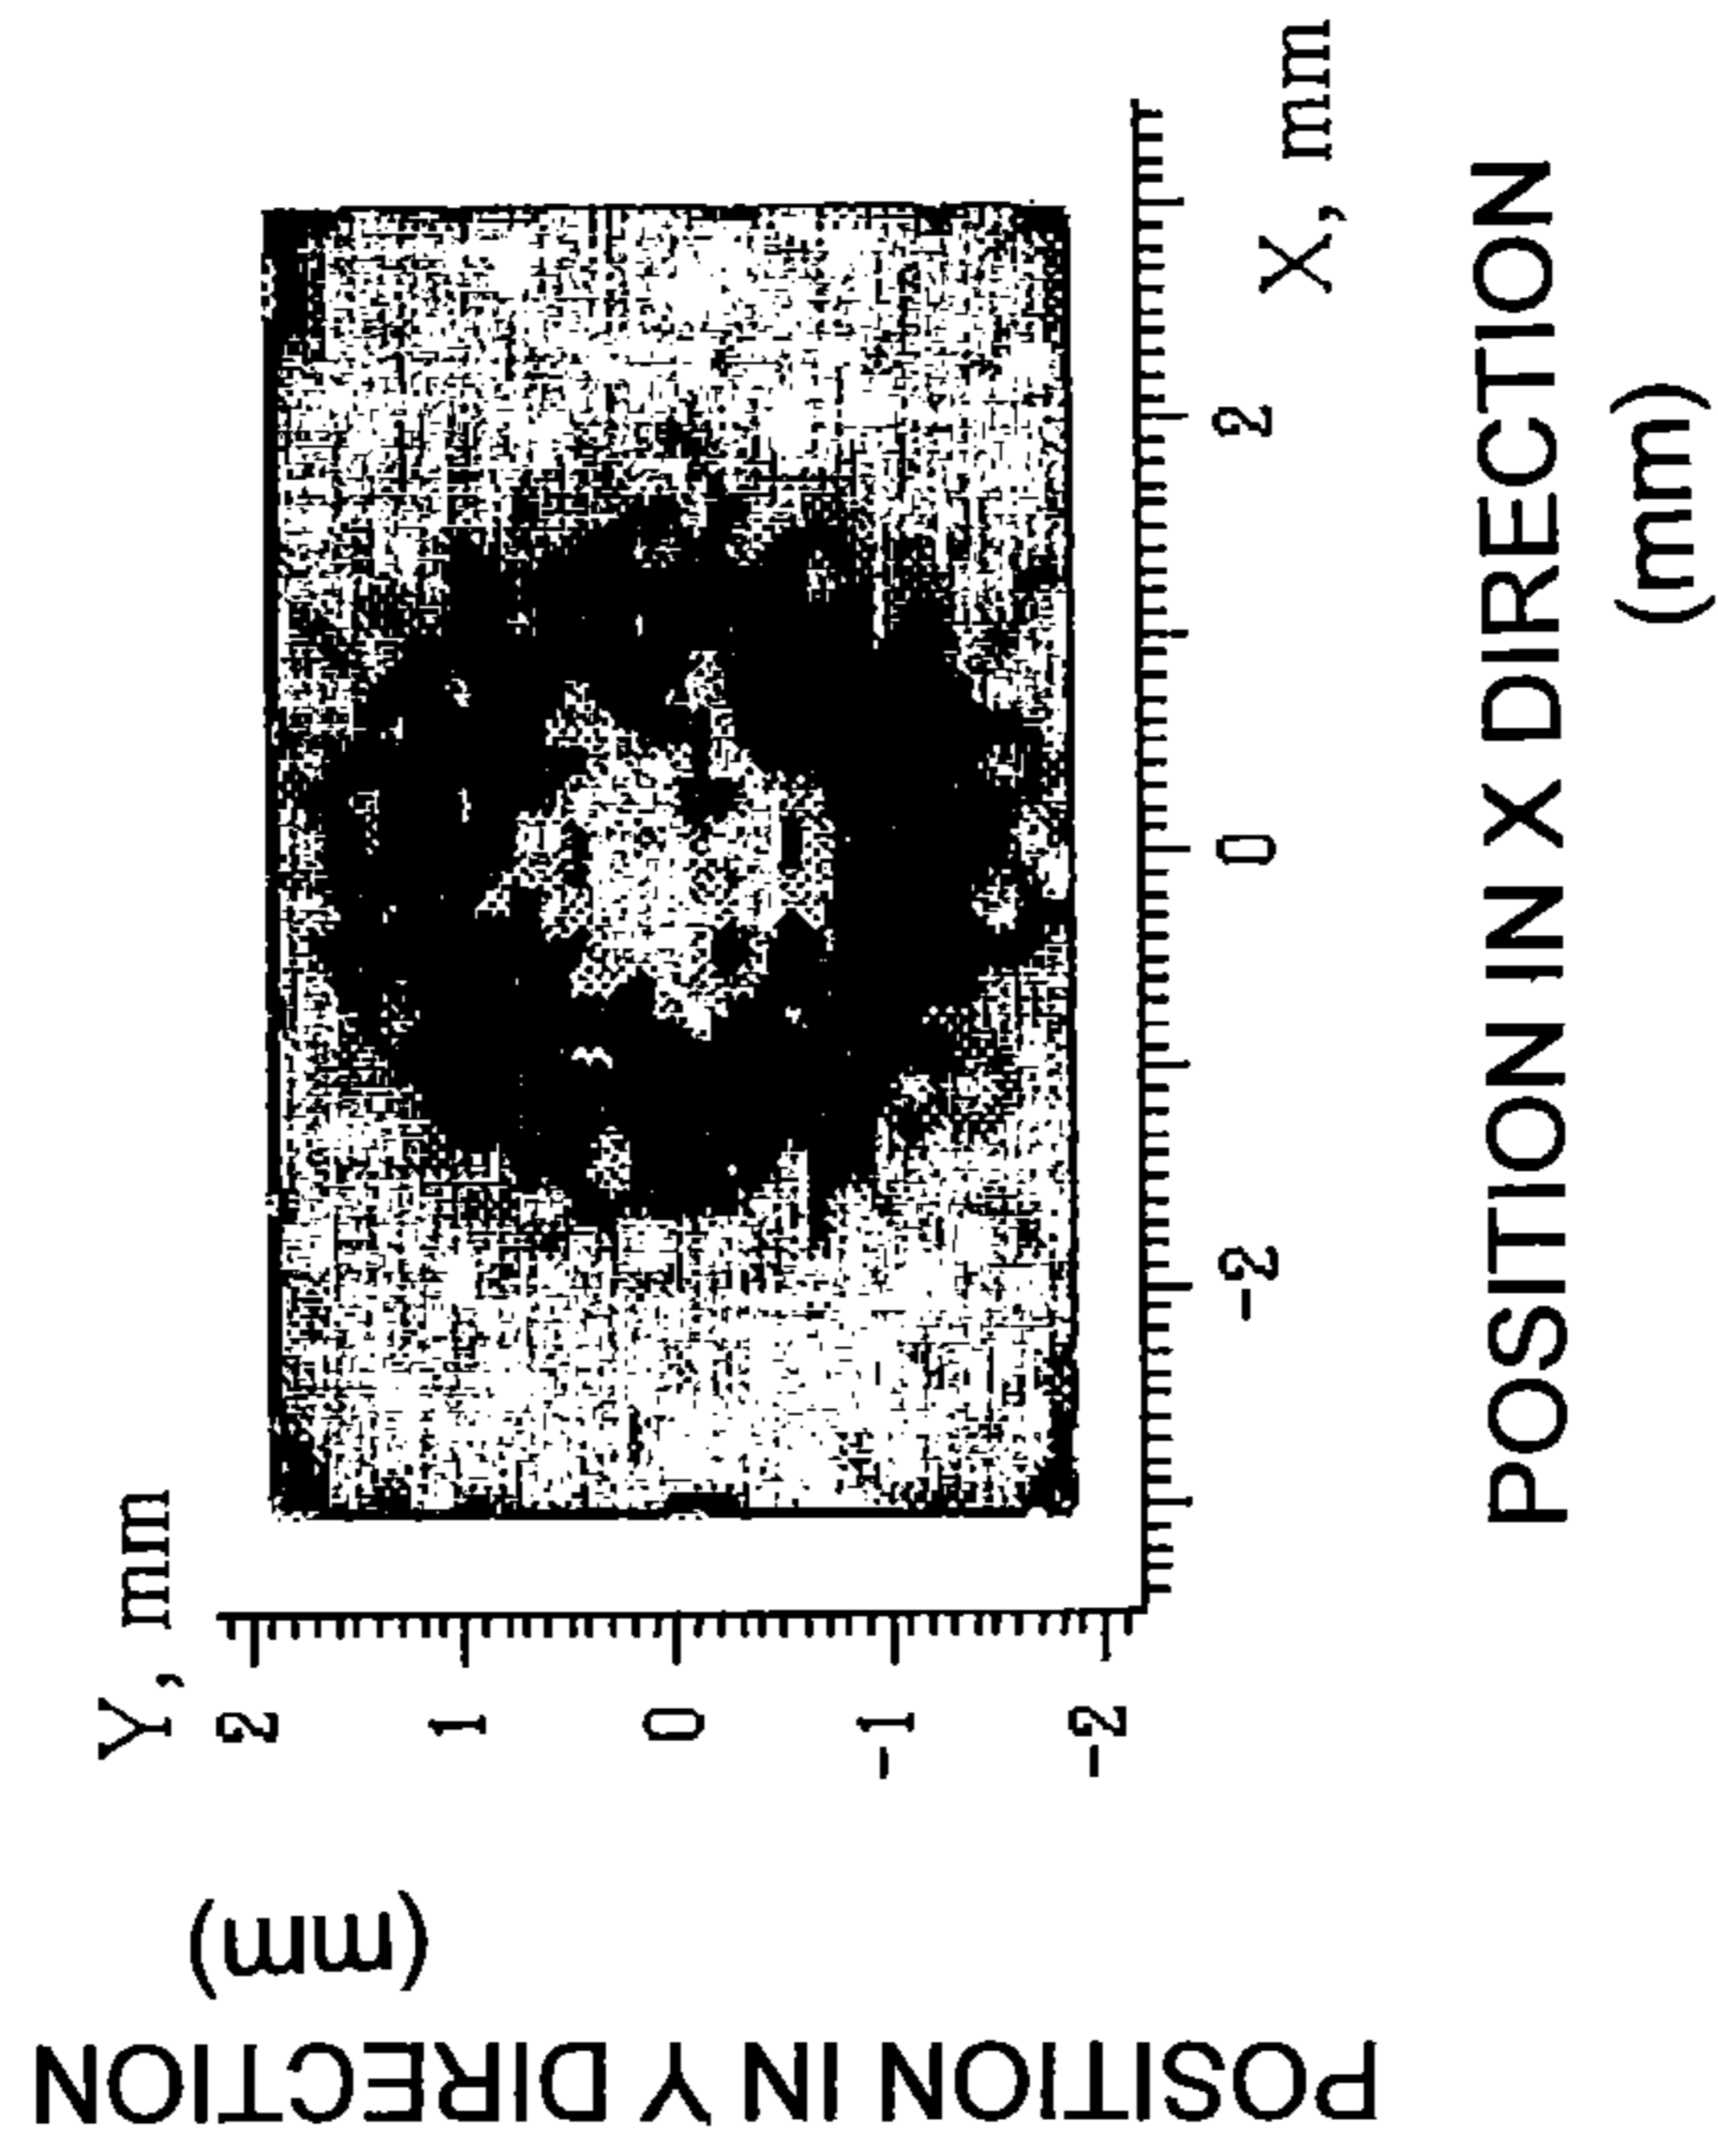 POSITION IN Y DIRECTION
(mm)
Y, mm
2
1
0
-1
-2
-2
0
2
X, mm
POSITION IN X DIRECTION
(mm)